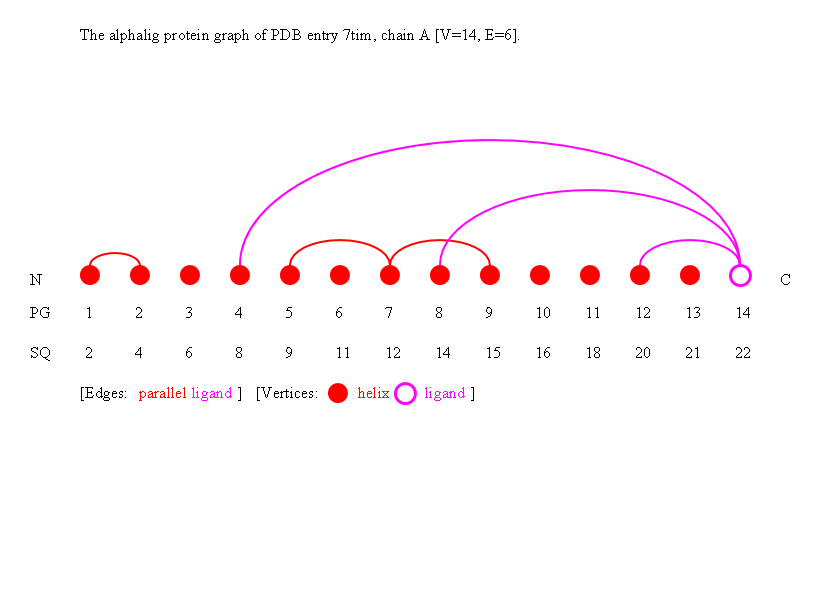 The alphalig protein graph of PDB entry 7tim, chain A [V=14, E=6].
N C
PG 1 2 3 4 5 6 7 8 9 10 11 12 13 14
SQ 2 4 6 8 9 11 12 14 15 16 18 20 21 22
[Edges: parallel ligand ] [Vertices: helix ligand ]